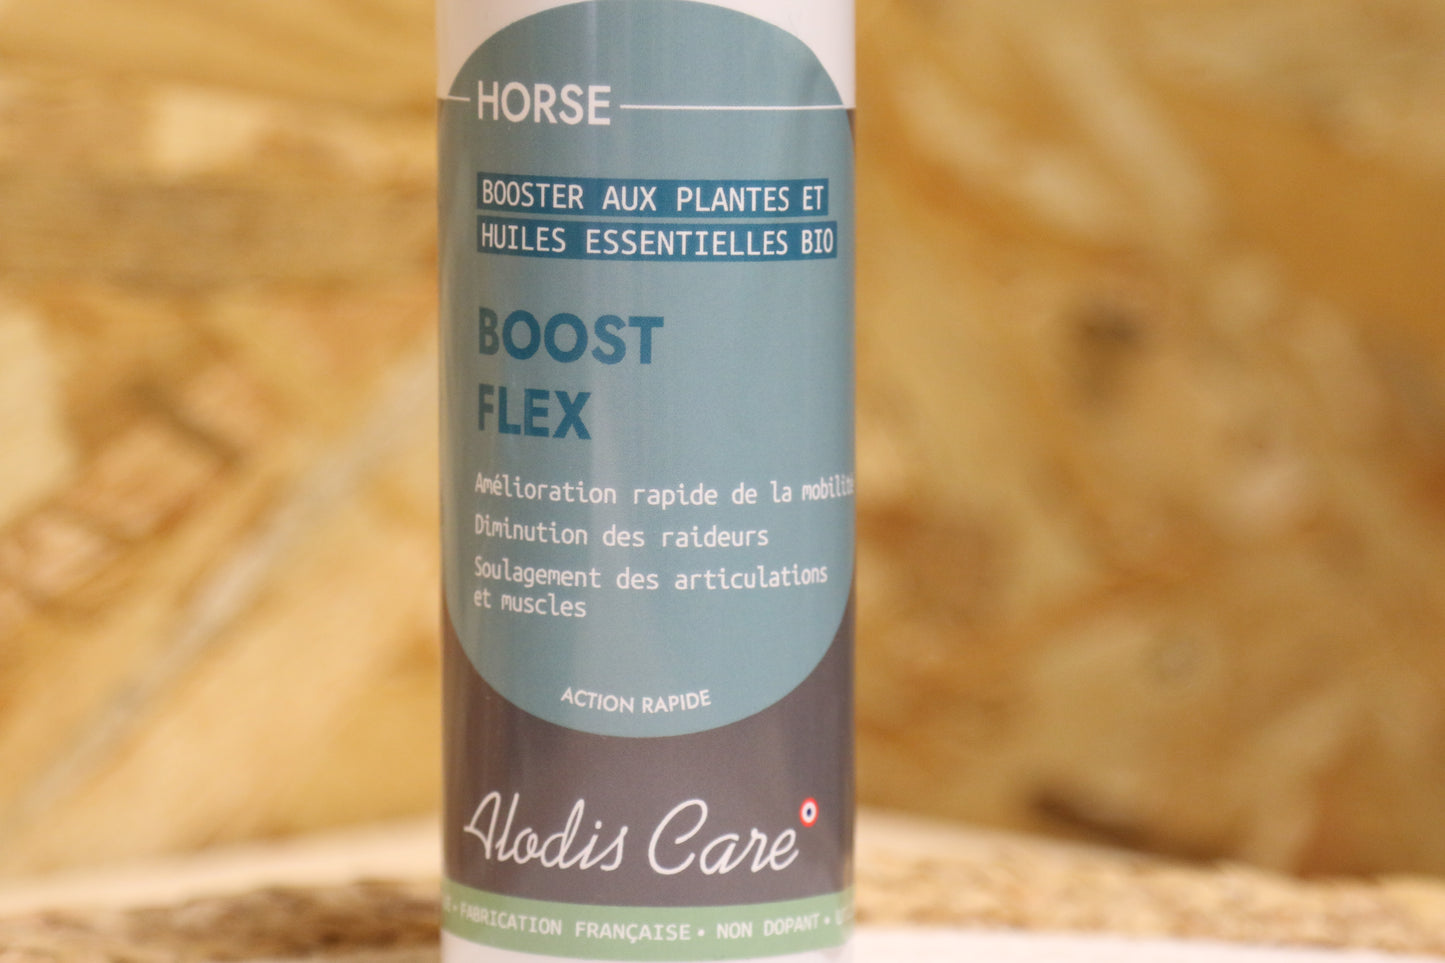 HORSE
BOOSTER AUX PLANTES ET
HUILES ESSENTIELLES BIO
BOOST
FLEX
Amélioration rapide de la mobilité
Diminution des raideurs
Soulagement des articulations
et muscles
ACTION RAPIDE
Alodis Care
• FABRICATION FRANÇAISE • NON DOPANT •